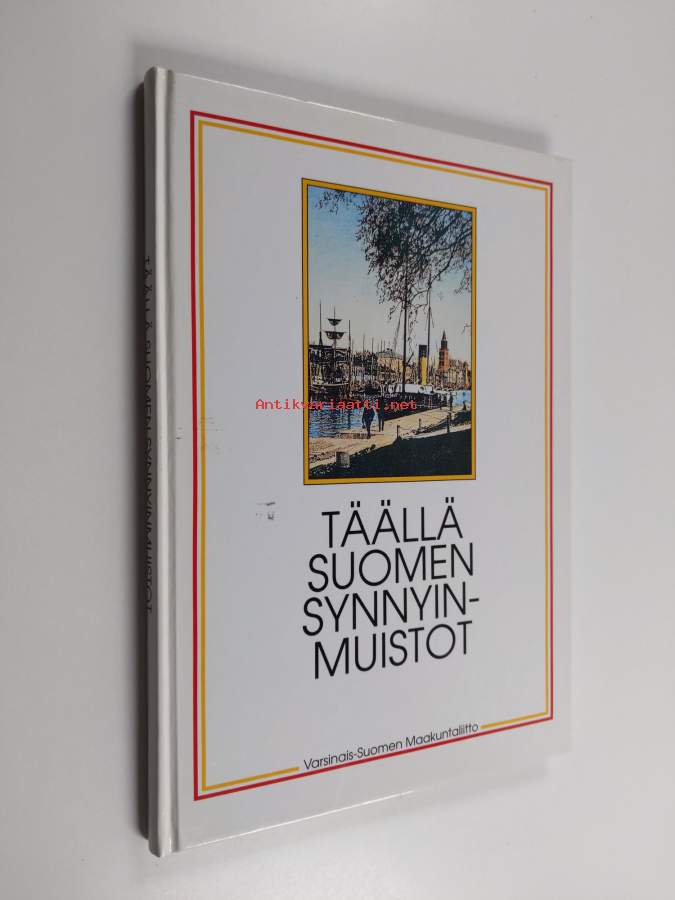 TÄÄLLÄ SUOMEN SYNNYINMUISTOT
Antikvariaatti.net
TÄÄLLÄ
SUOMEN
SYNNYIN-
MUISTOT
Varsinais-Suomen Maakuntaliitto